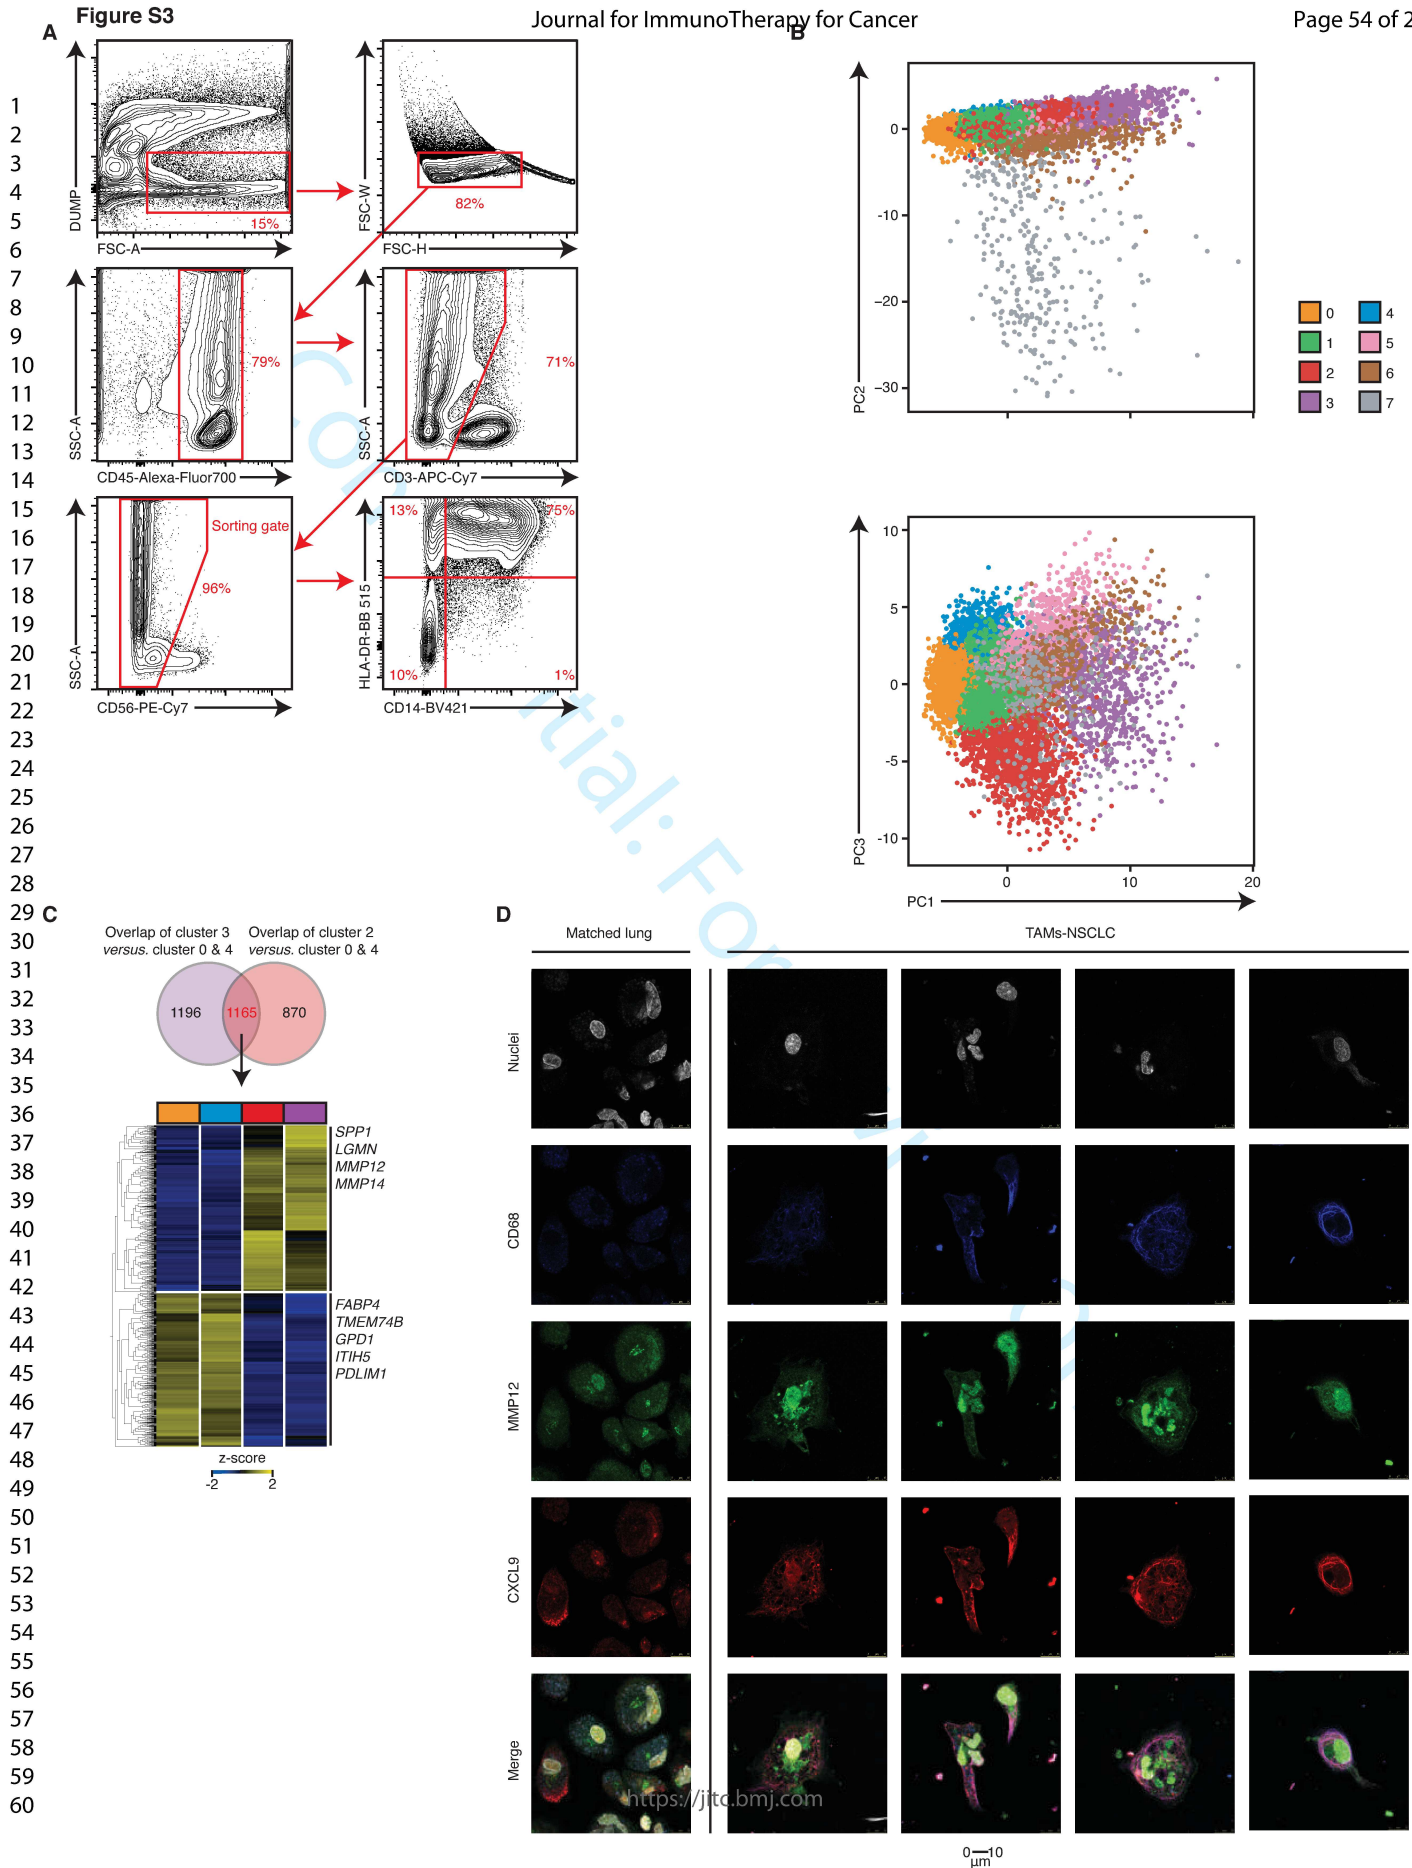 Figure S3
Journal for ImmunoTherapy for Cancer
Page 54 of 2
1
2
3
4
5
6
7
8
9
10
11
12
13
14
15
16
17
18
19
20
21
22
23
24
25
26
27
28
29
30
31
32
33
34
35
36
37
38
39
40
41
42
43
44
45
46
47
48
49
50
51
52
53
54
55
56
57
58
59
60
A
DUMP
15%
FSC-A
FSC-W
82%
FSC-H
SSC-A
79%
CD45-Alexa-Fluor700
SSC-A
71%
CD3-APC-Cy7
SSC-A
Sorting gate
96%
CD56-PE-Cy7
HLA-DR-BB515
13%
75%
10%
1%
CD14-BV421
B
PC2
0
-10
-20
-30
0
4
1
5
2
6
3
7
PC3
10
5
0
-5
-10
0
10
20
PC1
C
Overlap of cluster 3
versus. cluster 0 & 4
Overlap of cluster 2
versus. cluster 0 & 4
1196
1165
870
SPP1
LGMN
MMP12
MMP14
FABP4
TMEM74B
GPD1
ITIH5
PDLIM1
z-score
-2
2
D
Matched lung
TAMs-NSCLC
Nuclei
CD68
MMP12
CXCL9
Merge
0
10
µm
https://jitc.bmj.com